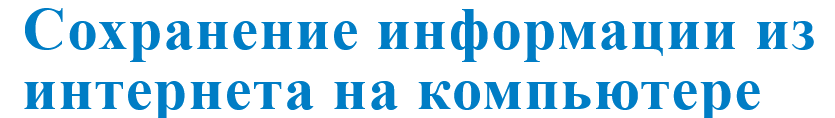 Сохранение информации из
интернета на компьютере